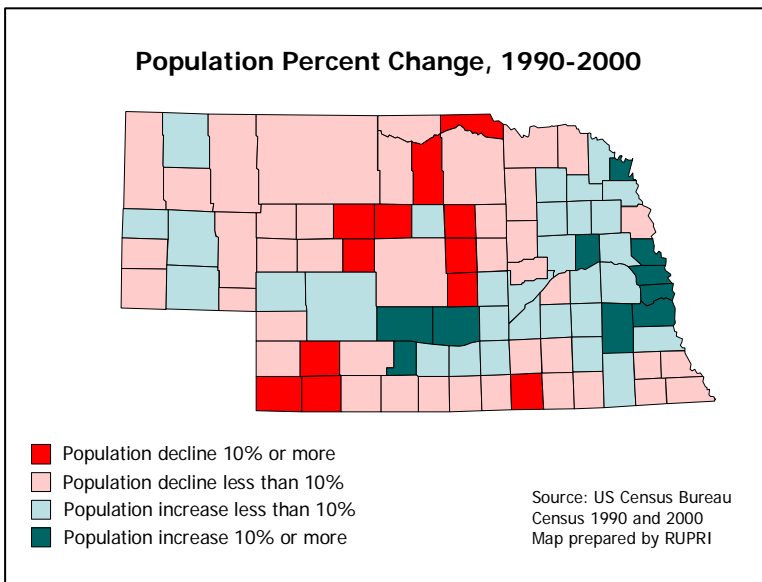 Population Percent Change, 1990-2000
Population decline 10% or more
Population decline less than 10%
Population increase less than 10%
Population increase 10% or more
Source: US Census Bureau
Census 1990 and 2000
Map prepared by RUPRI